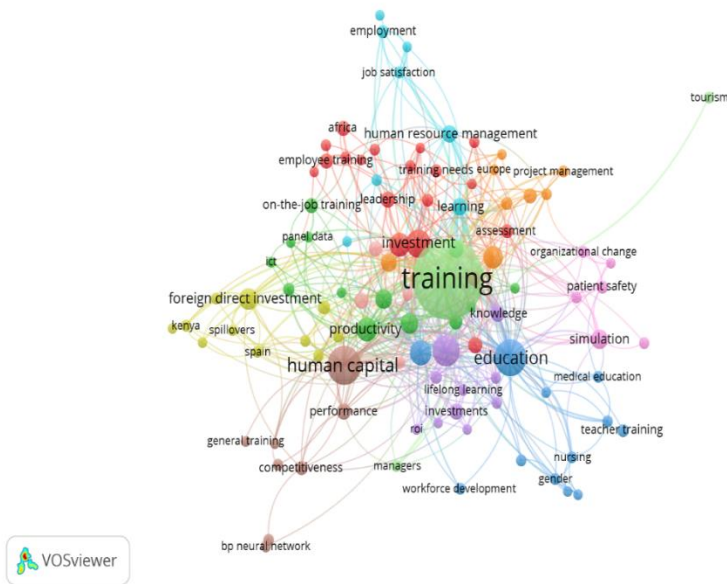 employment
job satisfaction
tourism
africa
human resource management
employee training
training needs
europe
project management
on-the-job training
leadership
learning
panel data
investment
assessment
organizational change
ict
training
patient safety
foreign direct investment
knowledge
kenya
spillovers
productivity
simulation
spain
human capital
education
lifelong learning
medical education
performance
investments
general training
roi
teacher training
competitiveness
managers
nursing
workforce development
gender
bp neural network
VOSviewer